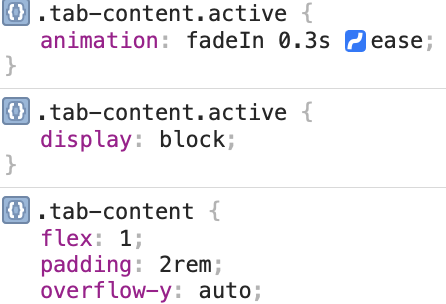 .tab-content.active {
animation: fadeIn 0.3s ease;
}
.tab-content.active {
display: block;
}
.tab-content {
flex: 1;
padding: 2rem;
overflow-y: auto;